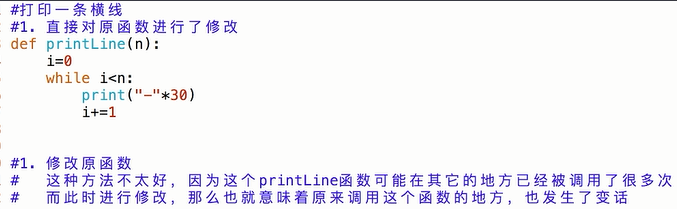 #打印一条横线
#1. 直接对原函数进行了修改
def printLine(n):
    i=0
    while i<n:
        print("-"*30)
        i+=1
#1. 修改原函数
#   这种方法不太好, 因为这个printLine函数可能在其它的地方已经被调用了很多次
#   而此时进行修改, 那么也就意味着原来调用这个函数的地方, 也发生了变话